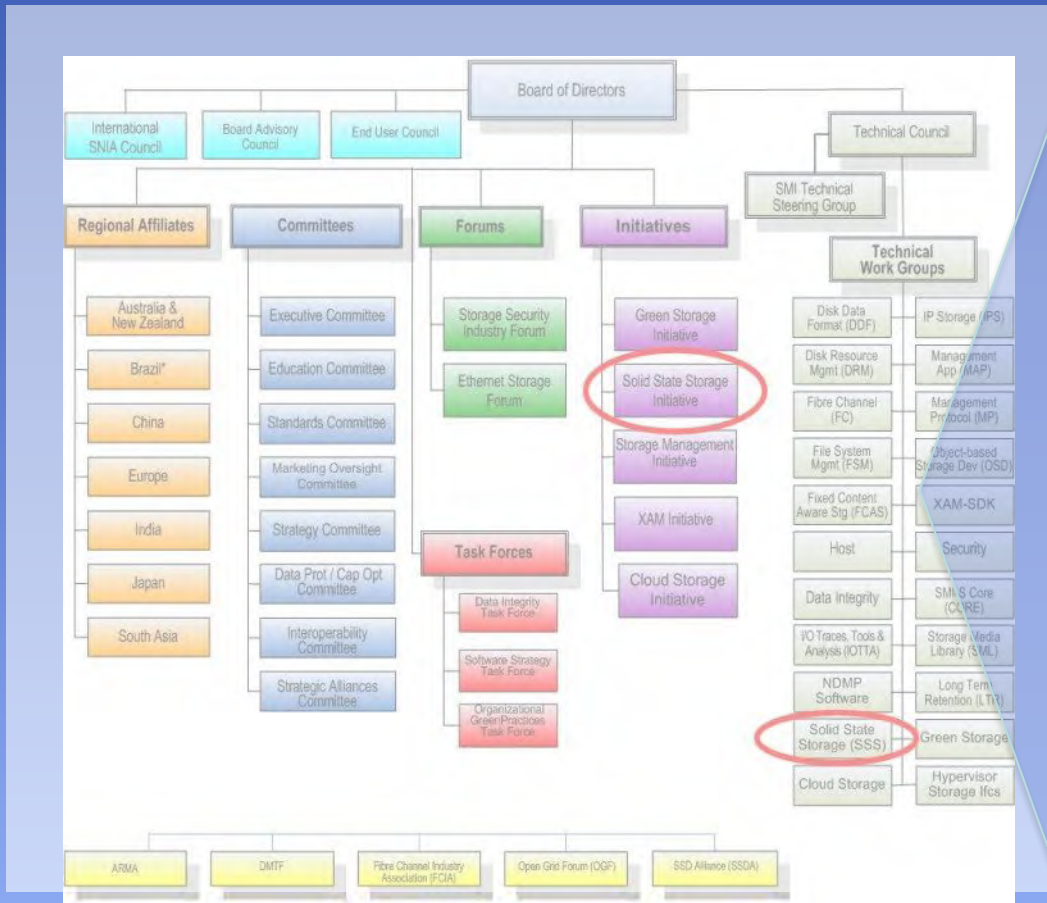 Board of Directors
International
SNIA Council
Board Advisory
Council
End User Council
Technical Council
SMI Technical
Steering Group
Regional Affiliates
Committees
Forums
Initiatives
Technical
Work Groups
Australia &
New Zealand
Brazil*
China
Europe
India
Japan
South Asia
Executive Committee
Education Committee
Standards Committee
Marketing Oversight
Committee
Strategy Committee
Data Prot / Cap Opt
Committee
Interoperability
Committee
Strategic Alliances
Committee
Storage Security
Industry Forum
Ethernet Storage
Forum
Task Forces
Data Integrity
Task Force
Software Strategy
Task Force
Organizational
Green Practices
Task Force
Green Storage
Initiative
Solid State Storage
Initiative
Storage Management
Initiative
XAM Initiative
Cloud Storage
Initiative
Disk Data
Format (DDF)
Disk Resource
Mgmt (DRM)
Fibre Channel
(FC)
File System
Mgmt (FSM)
Fixed Content
Aware Stg (FCAS)
Host
Data Integrity
I/O Traces, Tools &
Analysis (IOTTA)
NDMP
Software
Solid State
Storage (SSS)
Cloud Storage
IP Storage (IPS)
Management
App (MAP)
Management
Protocol (MP)
Object-based
Storage Dev (OSD)
XAM-SDK
Security
SMI-S Core
(CORE)
Storage Media
Library (SML)
Long Term
Retention (LTR)
Green Storage
Hypervisor
Storage Ifcs
ARMA
DMTF
Fibre Channel Industry
Association (FCIA)
Open Grid Forum (OGF)
SSD Alliance (SSDA)